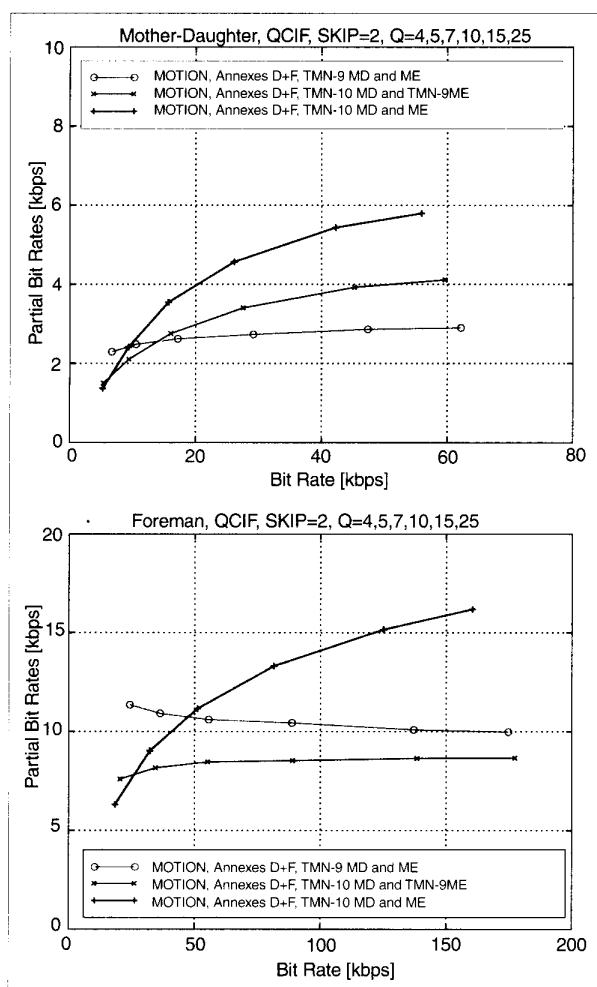 Mother-Daughter, QCIF, SKIP=2, Q=4,5,7,10,15,25
10
8
6
4
2
0
Partial Bit Rates [kbps]
MOTION, Annexes D+F, TMN-9 MD and ME
MOTION, Annexes D+F, TMN-10 MD and TMN-9ME
MOTION, Annexes D+F, TMN-10 MD and ME
0 20 40 60 80
Bit Rate [kbps]
Foreman, QCIF, SKIP=2, Q=4,5,7,10,15,25
20
15
10
5
0
Partial Bit Rates [kbps]
MOTION, Annexes D+F, TMN-9 MD and ME
MOTION, Annexes D+F, TMN-10 MD and TMN-9ME
MOTION, Annexes D+F, TMN-10 MD and ME
0 50 100 150 200
Bit Rate [kbps]